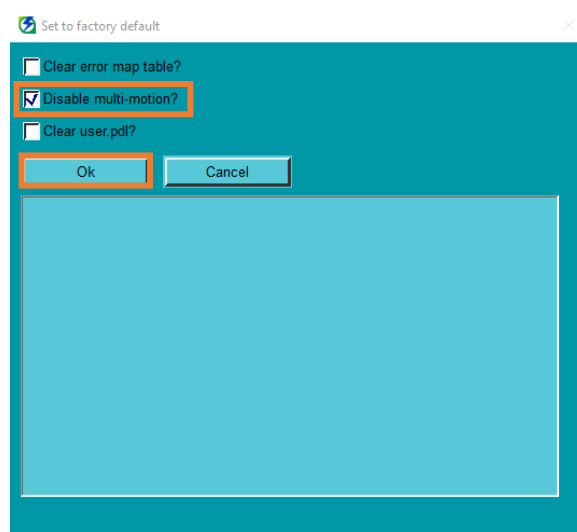 Set to factory default
Clear error map table?
Disable multi-motion?
Clear user.pdl?
Ok Cancel